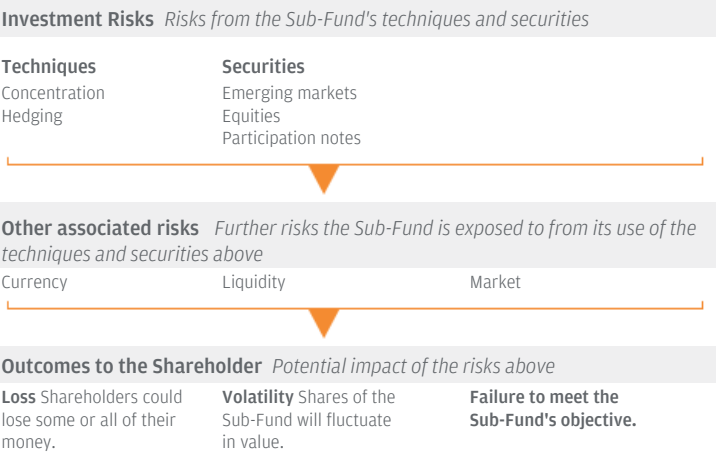 Investment Risks Risks from the Sub-Fund's techniques and securities
Techniques
Concentration
Hedging
Securities
Emerging markets
Equities
Participation notes
Other associated risks Further risks the Sub-Fund is exposed to from its use of the
techniques and securities above
Currency
Liquidity
Market
Outcomes to the Shareholder Potential impact of the risks above
Loss Shareholders could
lose some or all of their
money.
Volatility Shares of the
Sub-Fund will fluctuate
in value.
Failure to meet the
Sub-Fund's objective.